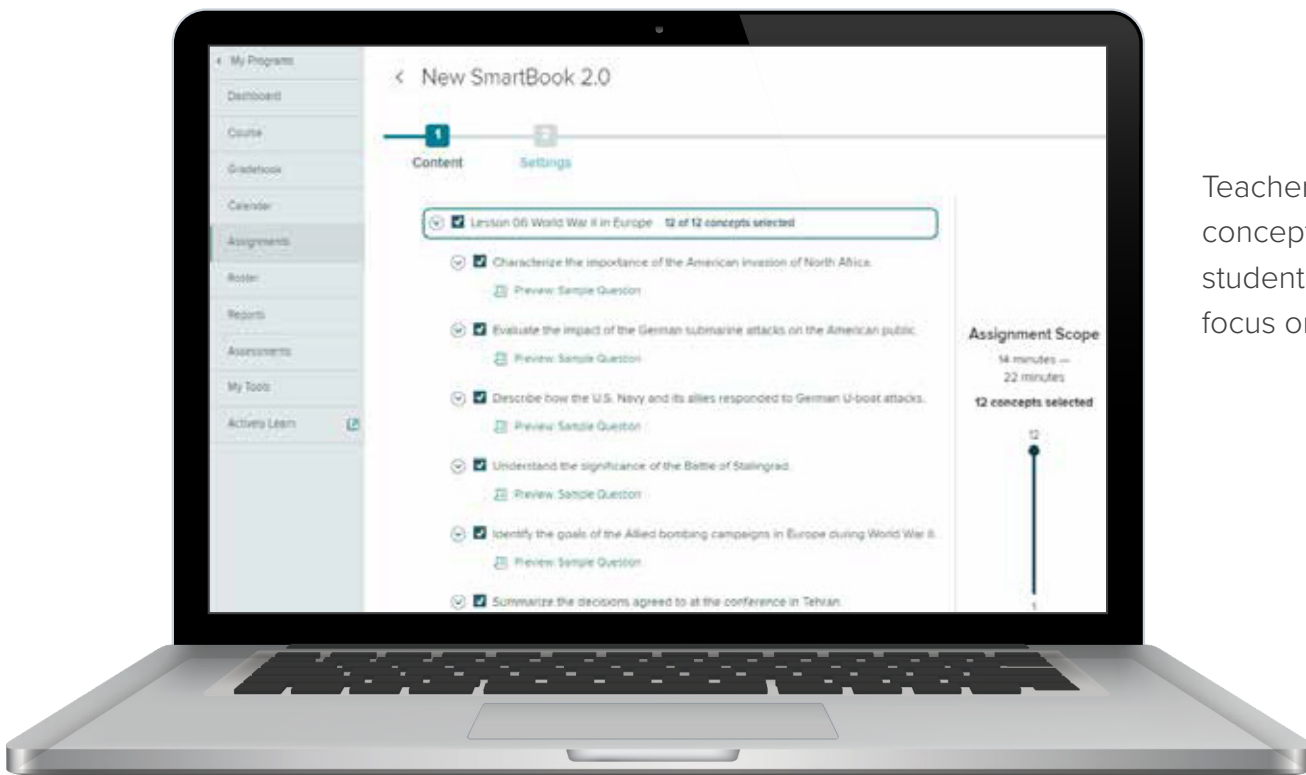 My Programs
Dashboard
Course
Gradebook
Calendar
Assignments
Roster
Reports
Assessments
My Tools
Actively Learn
New SmartBook 2.0
1
2
Content
Settings
Lesson 06 World War II in Europe 12 of 12 concepts selected
Characterize the importance of the American invasion of North Africa.
Preview Sample Question
Evaluate the impact of the German submarine attacks on the American public.
Preview Sample Question
Describe how the U.S. Navy and its allies responded to German U-boat attacks.
Preview Sample Question
Understand the significance of the Battle of Stalingrad.
Preview Sample Question
Identify the goals of the Allied bombing campaigns in Europe during World War II.
Preview Sample Question
Summarize the decisions agreed to at the conference in Tehran.
Assignment Scope
14 minutes —
22 minutes
12 concepts selected
12
1
Teacher
concept
student
focus o